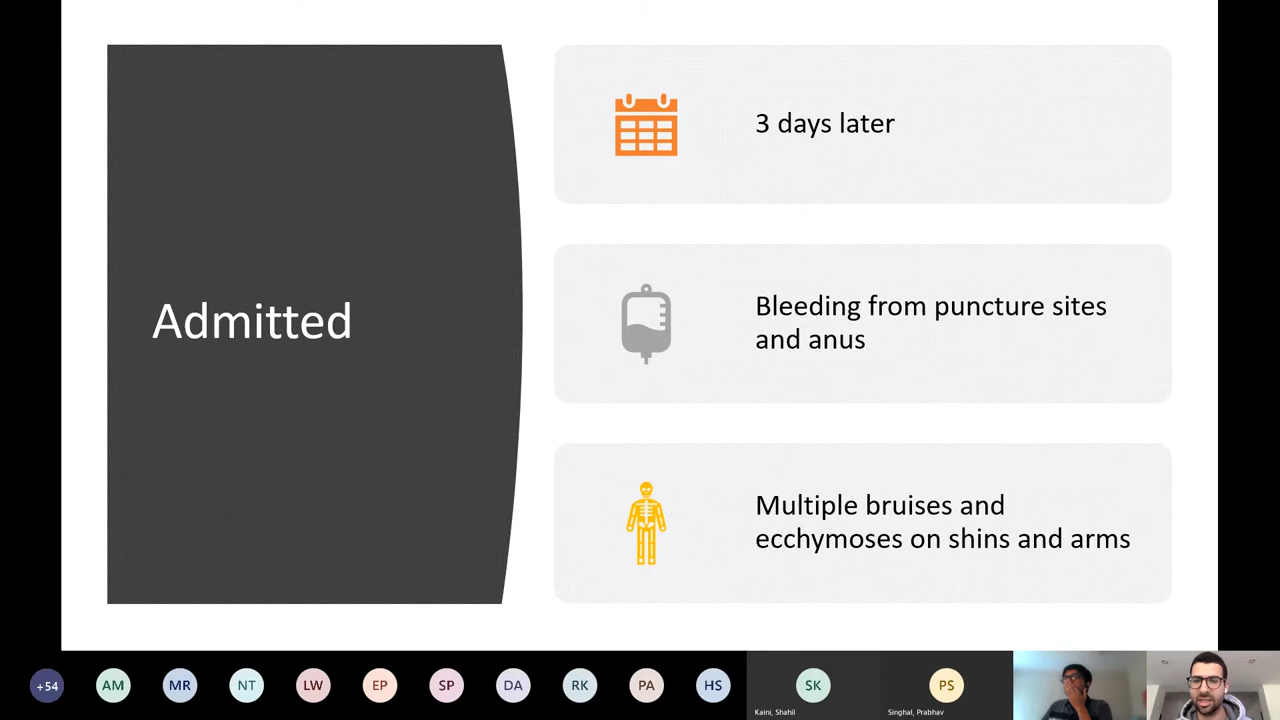 Admitted
3 days later
Bleeding from puncture sites
and anus
Multiple bruises and
ecchymoses on shins and arms
+54
AM
MR
NT
LW
EP
SP
DA
RK
PA
HS
SK
PS
Kaini, Shahil
Singhal, Prabhav